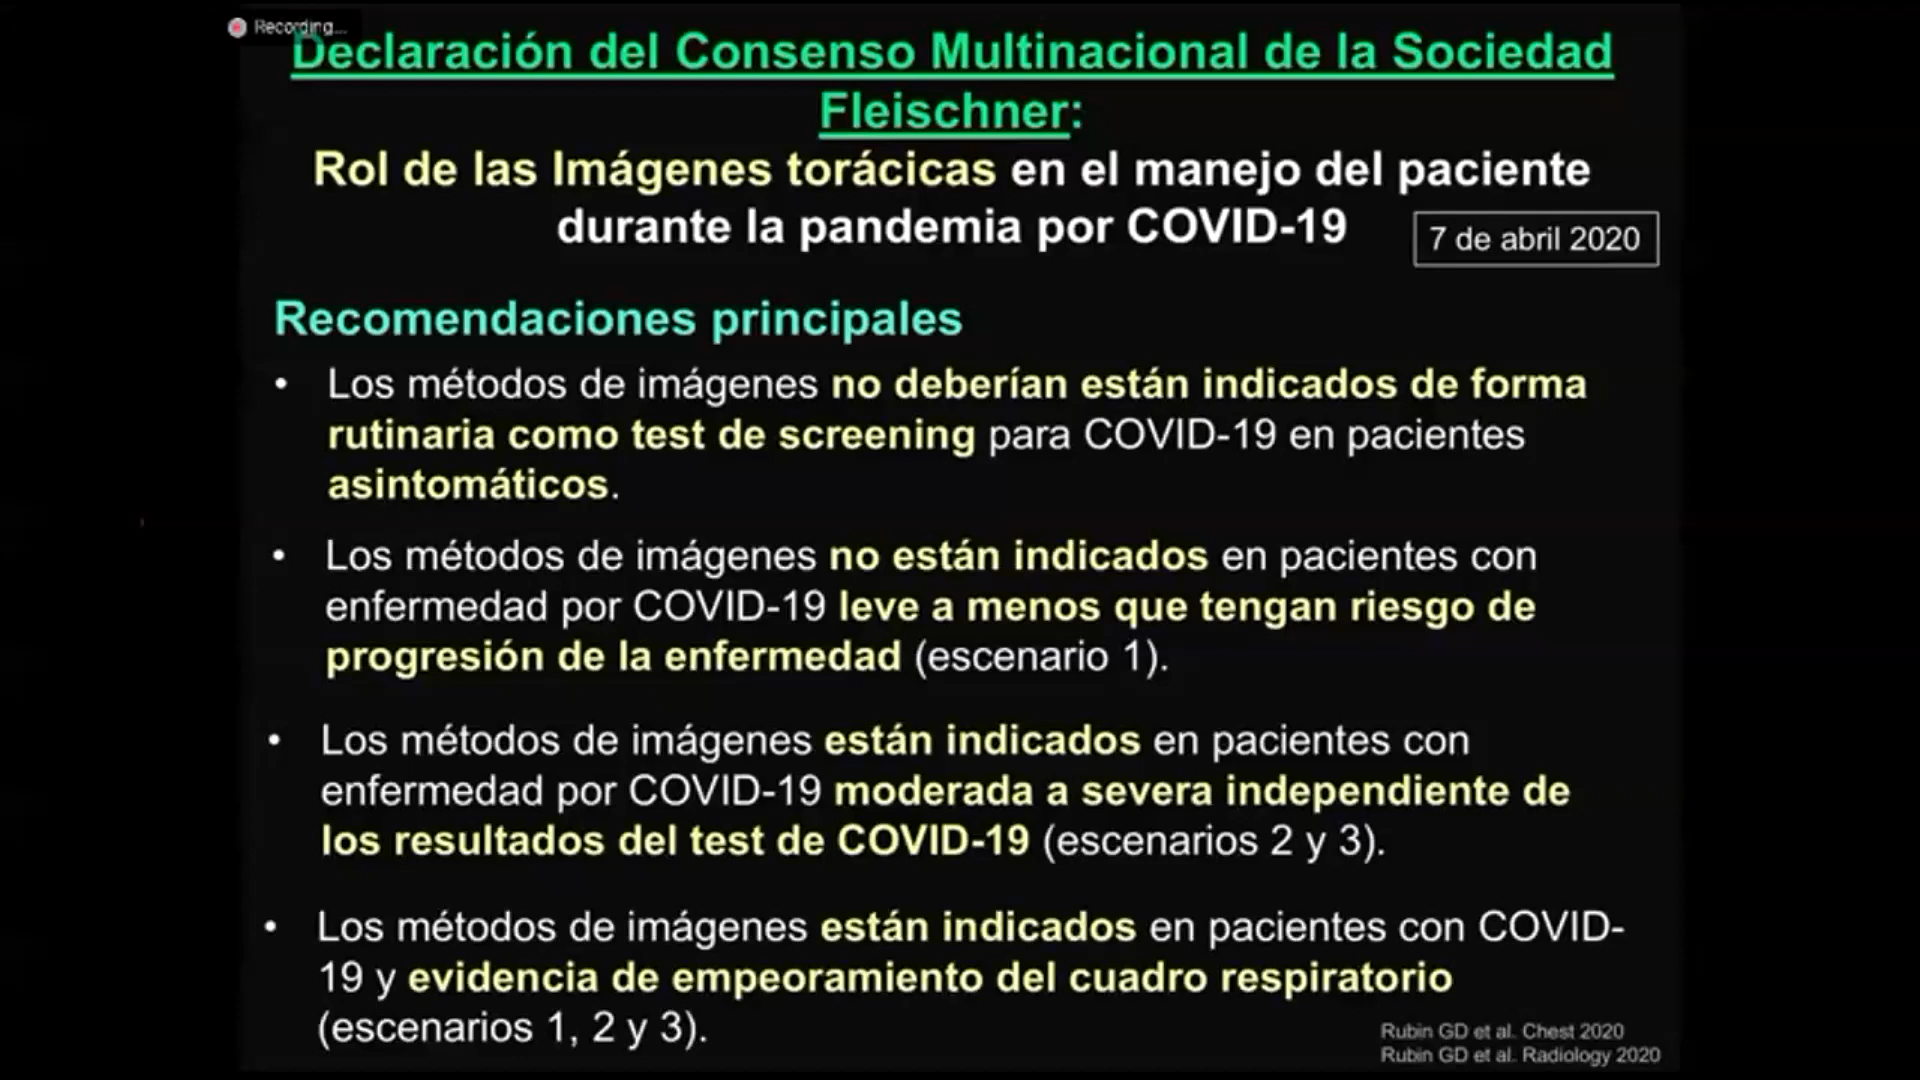 Recording...
Declaración del Consenso Multinacional de la Sociedad
Fleischner:
Rol de las Imágenes torácicas en el manejo del paciente
durante la pandemia por COVID-19
7 de abril 2020
Recomendaciones principales
• Los métodos de imágenes no deberían están indicados de forma
rutinaria como test de screening para COVID-19 en pacientes
asintomáticos.
• Los métodos de imágenes no están indicados en pacientes con
enfermedad por COVID-19 leve a menos que tengan riesgo de
progresión de la enfermedad (escenario 1).
• Los métodos de imágenes están indicados en pacientes con
enfermedad por COVID-19 moderada a severa independiente de
los resultados del test de COVID-19 (escenarios 2 y 3).
• Los métodos de imágenes están indicados en pacientes con COVID-
19 y evidencia de empeoramiento del cuadro respiratorio
(escenarios 1, 2 y 3).
Rubin GD et al. Chest 2020
Rubin GD et al. Radiology 2020